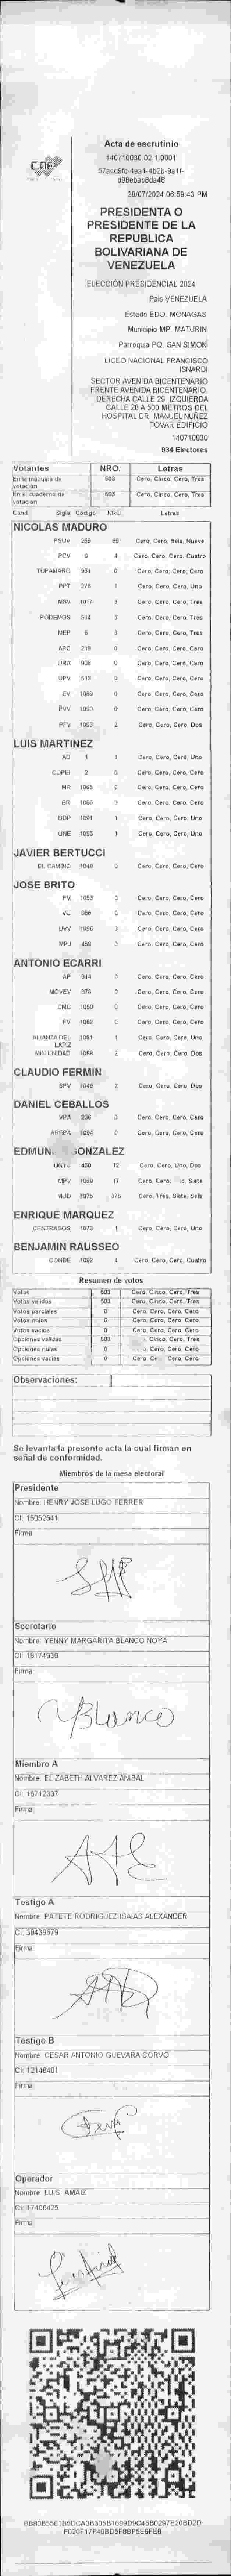 CNE
Acta de escrutinio
140710030.02.1.0001
28/07/2024 06:59:43 PM
PRESIDENTA O
PRESIDENTE DE LA
REPUBLICA
BOLIVARIANA DE
VENEZUELA
ELECCIÓN PRESIDENCIAL 2024
Pais VENEZUELA
Estado EDO. MONAGAS
Municipio MP. MATURIN
Parroquia PQ. SAN SIMON
LICEO NACIONAL FRANCISCO
ISNARDI
SECTOR AVENIDA BICENTENARIO
FRENTE AVENIDA BICENTENARIO.
DERECHA CALLE 29. IZQUIERDA
CALLE 28 A 500 METROS DEL
HOSPITAL DR. MANUEL NUÑEZ
TOVAR EDIFICIO
140710030
934 Electores
Votantes NRO. Letras
En la máquina de votación 503 Cero, Cinco, Cero, Tres
En el cuaderno de votación 503 Cero, Cinco, Cero, Tres
Cand Sigla Codigo NRO. Letras
NICOLAS MADURO
PSUV 269 69 Cero, Cero, Seis, Nueve
PCV 4 Cero, Cero, Cero, Cuatro
TUPAMARO 931 0 Cero, Cero, Cero, Cero
PPT 276 1 Cero, Cero, Cero, Uno
MSV 1017 3 Cero, Cero, Cero, Tres
PODEMOS 514 3 Cero, Cero, Cero, Tres
MEP 6 3 Cero, Cero, Cero, Tres
APC 219 0 Cero, Cero, Cero, Cero
ORA 906 0 Cero, Cero, Cero, Cero
UPV 513 0 Cero, Cero, Cero, Cero
EV 1089 0 Cero, Cero, Cero, Cero
PVV 1090 0 Cero, Cero, Cero, Cero
PFV 1093 2 Cero, Cero, Cero, Dos
LUIS MARTINEZ
AD 1 1 Cero, Cero, Cero, Uno
COPEI 2 0 Cero, Cero, Cero, Cero
MR 1065 0 Cero, Cero, Cero, Cero
BR 1066 0 Cero, Cero, Cero, Cero
DDP 1091 1 Cero, Cero, Cero, Uno
UNE 1095 1 Cero, Cero, Cero, Uno
JAVIER BERTUCCI
EL CAMBIO 1046 0 Cero, Cero, Cero, Cero
JOSE BRITO
PV 1053 0 Cero, Cero, Cero, Cero
VU 969 0 Cero, Cero, Cero, Cero
UVV 1096 0 Cero, Cero, Cero, Cero
MPJ 458 0 Cero, Cero, Cero, Cero
ANTONIO ECARRI
AP 914 0 Cero, Cero, Cero, Cero
MOVEV 978 0 Cero, Cero, Cero, Cero
CMC 1050 0 Cero, Cero, Cero, Cero
FV 1062 0 Cero, Cero, Cero, Cero
ALIANZA DEL LAPIZ 1051 1 Cero, Cero, Cero, Uno
MIN UNIDAD 1068 2 Cero, Cero, Cero, Dos
CLAUDIO FERMIN
SPV 1048 2 Cero, Cero, Cero, Dos
DANIEL CEBALLOS
VPA 236 0 Cero, Cero, Cero, Cero
AREPA 1094 0 Cero, Cero, Cero, Cero
GONZALEZ
UNTC 460 12 Cero, Cero, Uno, Dos
MPV 1069 17 Cero, Cero, Siete
MUD 1075 376 Cero, Tres, Siete, Seis
ENRIQUE MARQUEZ
CENTRADOS 1073 1 Cero, Cero, Cero, Uno
BENJAMIN RAUSSEO
CONDE 1092 4 Cero, Cero, Cero, Cuatro
Resumen de votos
Votos 503 Cero, Cinco, Cero, Tres
Votos validos 503 Cero, Cinco, Cero, Tres
Votos parciales 0 Cero, Cero, Cero, Cero
Votos nulos 0 Cero, Cero, Cero, Cero
Votos vacios 0 Cero, Cero, Cero, Cero
Opciones validas 503 Cinco, Cero, Tres
Opciones nulas 0 Cero, Cero, Cero
Opciones vacias 0 Cero, Cero, Cero
Observaciones:
Se levanta la presente acta la cual firman en
señal de conformidad.
Miembros de la mesa electoral
Presidente
Nombre: HENRY JOSE LUGO FERRER
CI: 15052541
Firma
Secretario
Nombre: YENNY MARGARITA BLANCO NOYA
CI: 18174939
Firma
YBlanco
Miembro A
Nombre: ELIZABETH ALVAREZ ANIBAL
CI: 16712337
Firma:
Testigo A
Nombre: PATETE RODRIGUEZ ISAIAS ALEXANDER
CI: 30439679
Firma
Testigo B
Nombre: CESAR ANTONIO GUEVARA CORVO
CI: 12148401
Firma
Operador
Nombre: LUIS AMAIZ
CI: 17406425
Firma